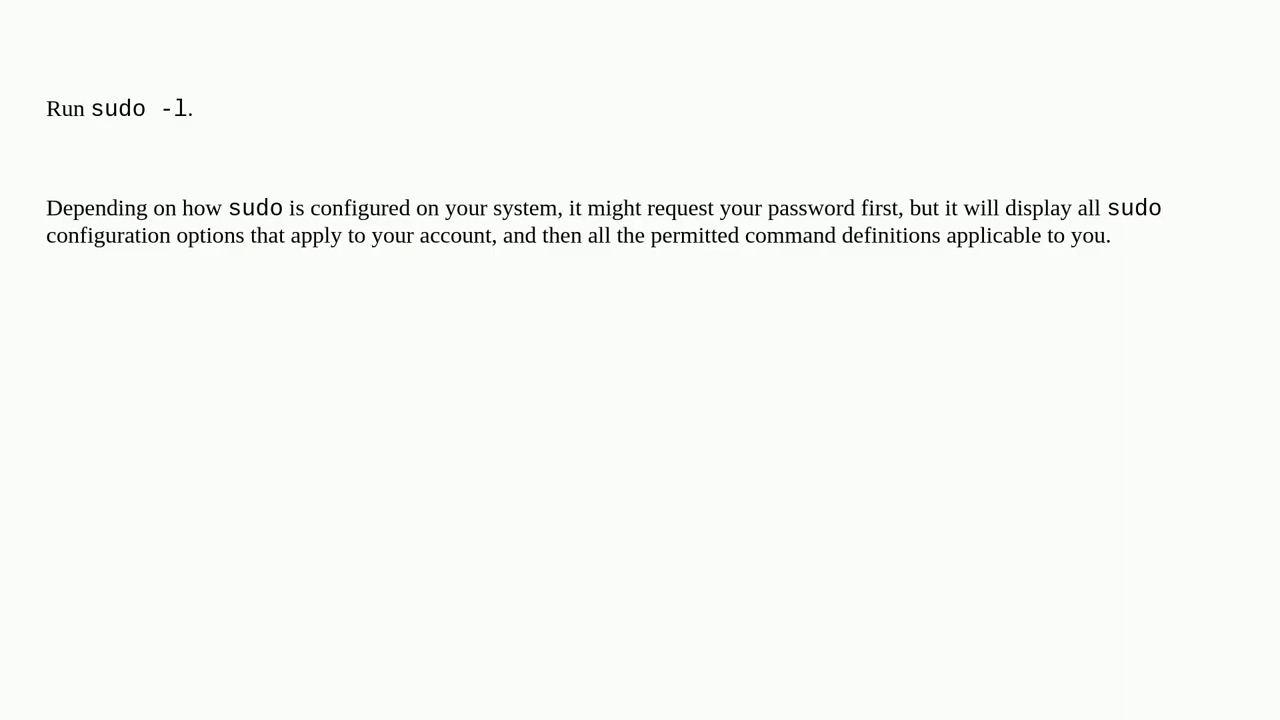 Run sudo -l.
Depending on how sudo is configured on your system, it might request your password first, but it will display all sudo
configuration options that apply to your account, and then all the permitted command definitions applicable to you.